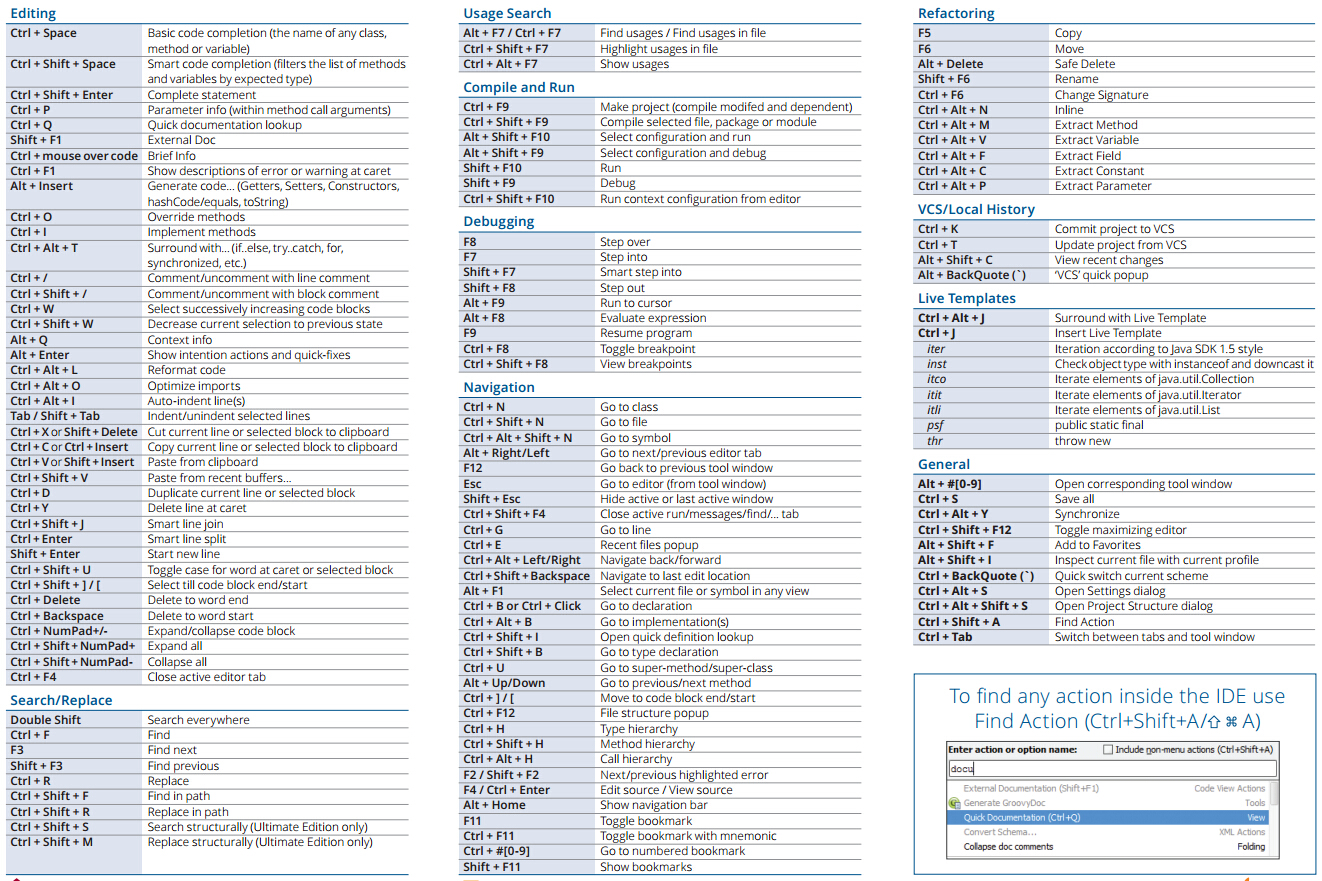 Editing
Ctrl + Space Basic code completion (the name of any class,
method or variable)
Ctrl + Shift + Space Smart code completion (filters the list of methods
and variables by expected type)
Ctrl + Shift + Enter Complete statement
Ctrl + P Parameter info (within method call arguments)
Ctrl + Q Quick documentation lookup
Shift + F1 External Doc
Ctrl + mouse over code Brief Info
Ctrl + F1 Show descriptions of error or warning at caret
Alt + Insert Generate code... (Getters, Setters, Constructors,
hashCode/equals, toString)
Ctrl + O Override methods
Ctrl + I Implement methods
Ctrl + Alt + T Surround with... (if..else, try..catch, for,
synchronized, etc.)
Ctrl + / Comment/uncomment with line comment
Ctrl + Shift + / Comment/uncomment with block comment
Ctrl + W Select successively increasing code blocks
Ctrl + Shift + W Decrease current selection to previous state
Alt + Q Context info
Alt + Enter Show intention actions and quick-fixes
Ctrl + Alt + L Reformat code
Ctrl + Alt + O Optimize imports
Ctrl + Alt + I Auto-indent line(s)
Tab / Shift + Tab Indent/unindent selected lines
Ctrl + X or Shift + Delete Cut current line or selected block to clipboard
Ctrl + C or Ctrl + Insert Copy current line or selected block to clipboard
Ctrl + V or Shift + Insert Paste from clipboard
Ctrl + Shift + V Paste from recent buffers...
Ctrl + D Duplicate current line or selected block
Ctrl + Y Delete line at caret
Ctrl + Shift + J Smart line join
Ctrl + Enter Smart line split
Shift + Enter Start new line
Ctrl + Shift + U Toggle case for word at caret or selected block
Ctrl + Shift + ] / [ Select till code block end/start
Ctrl + Delete Delete to word end
Ctrl + Backspace Delete to word start
Ctrl + NumPad+/- Expand/collapse code block
Ctrl + Shift + NumPad+ Expand all
Ctrl + Shift + NumPad- Collapse all
Ctrl + F4 Close active editor tab
Search/Replace
Double Shift Search everywhere
Ctrl + F Find
F3 Find next
Shift + F3 Find previous
Ctrl + R Replace
Ctrl + Shift + F Find in path
Ctrl + Shift + R Replace in path
Ctrl + Shift + S Search structurally (Ultimate Edition only)
Ctrl + Shift + M Replace structurally (Ultimate Edition only)
Usage Search
Alt + F7 / Ctrl + F7 Find usages / Find usages in file
Ctrl + Shift + F7 Highlight usages in file
Ctrl + Alt + F7 Show usages
Compile and Run
Ctrl + F9 Make project (compile modifed and dependent)
Ctrl + Shift + F9 Compile selected file, package or module
Alt + Shift + F10 Select configuration and run
Alt + Shift + F9 Select configuration and debug
Shift + F10 Run
Shift + F9 Debug
Ctrl + Shift + F10 Run context configuration from editor
Debugging
F8 Step over
F7 Step into
Shift + F7 Smart step into
Shift + F8 Step out
Alt + F9 Run to cursor
Alt + F8 Evaluate expression
F9 Resume program
Ctrl + F8 Toggle breakpoint
Ctrl + Shift + F8 View breakpoints
Navigation
Ctrl + N Go to class
Ctrl + Shift + N Go to file
Ctrl + Alt + Shift + N Go to symbol
Alt + Right/Left Go to next/previous editor tab
F12 Go back to previous tool window
Esc Go to editor (from tool window)
Shift + Esc Hide active or last active window
Ctrl + Shift + F4 Close active run/messages/find/... tab
Ctrl + G Go to line
Ctrl + E Recent files popup
Ctrl + Alt + Left/Right Navigate back/forward
Ctrl + Shift + Backspace Navigate to last edit location
Alt + F1 Select current file or symbol in any view
Ctrl + B or Ctrl + Click Go to declaration
Ctrl + Alt + B Go to implementation(s)
Ctrl + Shift + I Open quick definition lookup
Ctrl + Shift + B Go to type declaration
Ctrl + U Go to super-method/super-class
Alt + Up/Down Go to previous/next method
Ctrl + ] / [ Move to code block end/start
Ctrl + F12 File structure popup
Ctrl + H Type hierarchy
Ctrl + Shift + H Method hierarchy
Ctrl + Alt + H Call hierarchy
F2 / Shift + F2 Next/previous highlighted error
F4 / Ctrl + Enter Edit source / View source
Alt + Home Show navigation bar
F11 Toggle bookmark
Ctrl + F11 Toggle bookmark with mnemonic
Ctrl + #[0-9] Go to numbered bookmark
Shift + F11 Show bookmarks
Refactoring
F5 Copy
F6 Move
Alt + Delete Safe Delete
Shift + F6 Rename
Ctrl + F6 Change Signature
Ctrl + Alt + N Inline
Ctrl + Alt + M Extract Method
Ctrl + Alt + V Extract Variable
Ctrl + Alt + F Extract Field
Ctrl + Alt + C Extract Constant
Ctrl + Alt + P Extract Parameter
VCS/Local History
Ctrl + K Commit project to VCS
Ctrl + T Update project from VCS
Alt + Shift + C View recent changes
Alt + BackQuote (`) ‘VCS’ quick popup
Live Templates
Ctrl + Alt + J Surround with Live Template
Ctrl + J Insert Live Template
iter Iteration according to Java SDK 1.5 style
inst Check object type with instanceof and downcast it
itco Iterate elements of java.util.Collection
itit Iterate elements of java.util.Iterator
itli Iterate elements of java.util.List
psf public static final
thr throw new
General
Alt + #[0-9] Open corresponding tool window
Ctrl + S Save all
Ctrl + Alt + Y Synchronize
Ctrl + Shift + F12 Toggle maximizing editor
Alt + Shift + F Add to Favorites
Alt + Shift + I Inspect current file with current profile
Ctrl + BackQuote (`) Quick switch current scheme
Ctrl + Alt + S Open Settings dialog
Ctrl + Alt + Shift + S Open Project Structure dialog
Ctrl + Shift + A Find Action
Ctrl + Tab Switch between tabs and tool window
To find any action inside the IDE use
Find Action (Ctrl+Shift+A/⇧ ⌘ A)
Enter action or option name: Include non-menu actions (Ctrl+Shift+A)
docu
External Documentation (Shift+F1) Code View Actions
Generate GroovyDoc Tools
Quick Documentation (Ctrl+Q) View
Convert Schema... XML Actions
Collapse doc comments Folding